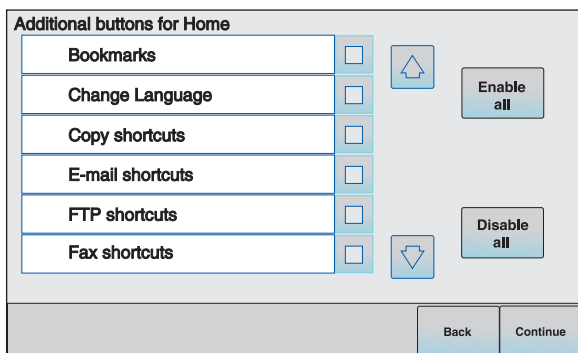 Additional buttons for Home
Bookmarks
Change Language
Copy shortcuts
E-mail shortcuts
FTP shortcuts
Fax shortcuts
Enable
all
Disable
all
Back
Continue